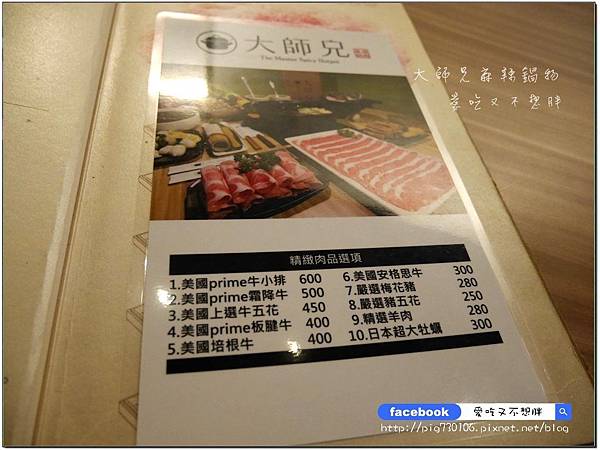 大師兄
The Master Spicy Hotpot
大師兄麻辣鍋物
愛吃又不想胖
精緻肉品選項
1.美國prime牛小排 600
2.美國prime霜降牛 500
3.美國上選牛五花 450
4.美國prime板腱牛 400
5.美國培根牛 400
6.美國安格思牛 300
7.嚴選梅花豬 280
8.嚴選豬五花 250
9.精選羊肉 280
10.日本超大牡蠣 300
facebook 愛吃又不想胖
http://pig730106.pixnet.net/blog